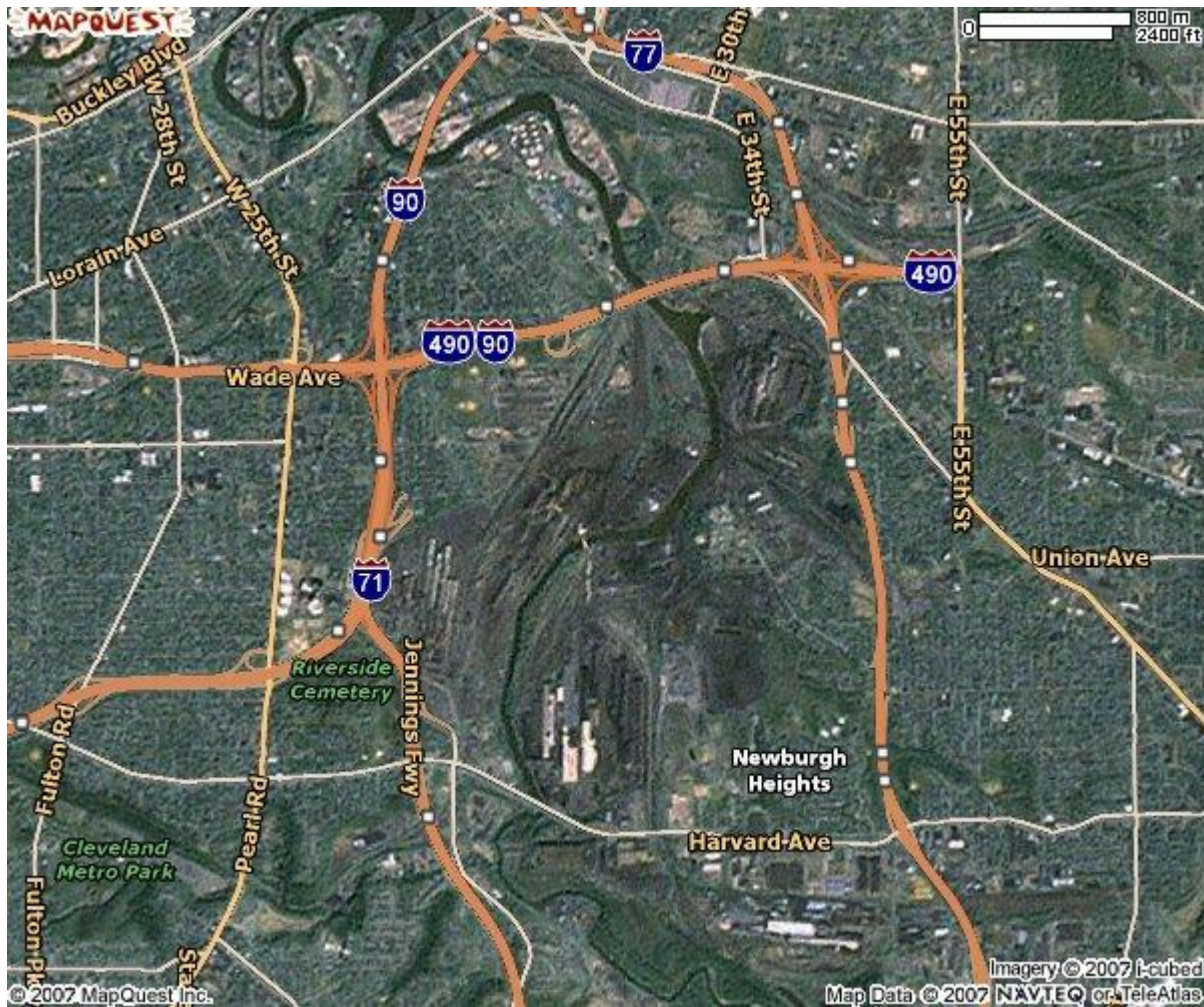 MAPQUEST
0
800 m
2400 ft
77
E 30th
Buckley Blvd
W 28th St
E 34th St
E 55th St
90
W 25th St
Lorain Ave
490
490 90
Wade Ave
E 55th St
Union Ave
71
Riverside
Cemetery
Jennings Fwy
Fulton Rd
Newburgh
Heights
Pearl Rd
Harvard Ave
Cleveland
Metro Park
Fulton Pk
Sta
Imagery © 2007 i-cubed
© 2007 MapQuest Inc.
Map Data © 2007 NAVTEQ or TeleAtlas